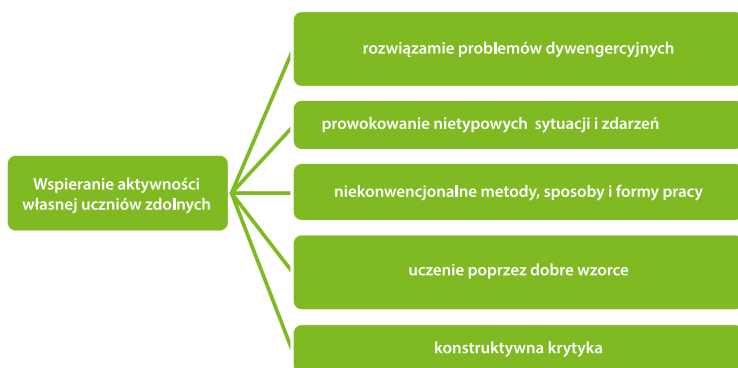 rozwiązamie problemów dywengercyjnych
prowokowanie nietypowych sytuacji i zdarzeń
Wspieranie aktywności
własnej uczniów zdolnych
niekonwencjonalne metody, sposoby i formy pracy
uczenie poprzez dobre wzorce
konstruktywna krytyka